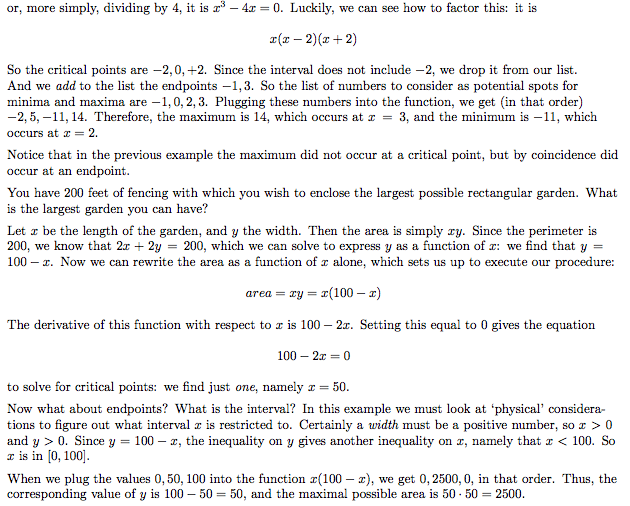 or, more simply, dividing by 4, it is x³ − 4x = 0. Luckily, we can see how to factor this: it is
x(x − 2)(x + 2)
So the critical points are −2, 0, +2. Since the interval does not include −2, we drop it from our list.
And we add to the list the endpoints −1, 3. So the list of numbers to consider as potential spots for
minima and maxima are −1, 0, 2, 3. Plugging these numbers into the function, we get (in that order)
−2, 5, −11, 14. Therefore, the maximum is 14, which occurs at x = 3, and the minimum is −11, which
occurs at x = 2.
Notice that in the previous example the maximum did not occur at a critical point, but by coincidence did
occur at an endpoint.
You have 200 feet of fencing with which you wish to enclose the largest possible rectangular garden. What
is the largest garden you can have?
Let x be the length of the garden, and y the width. Then the area is simply xy. Since the perimeter is
200, we know that 2x + 2y = 200, which we can solve to express y as a function of x: we find that y =
100 − x. Now we can rewrite the area as a function of x alone, which sets us up to execute our procedure:
area = xy = x(100 − x)
The derivative of this function with respect to x is 100 − 2x. Setting this equal to 0 gives the equation
100 − 2x = 0
to solve for critical points: we find just one, namely x = 50.
Now what about endpoints? What is the interval? In this example we must look at ‘physical’ considera-
tions to figure out what interval x is restricted to. Certainly a width must be a positive number, so x > 0
and y > 0. Since y = 100 − x, the inequality on y gives another inequality on x, namely that x < 100. So
x is in [0, 100].
When we plug the values 0, 50, 100 into the function x(100 − x), we get 0, 2500, 0, in that order. Thus, the
corresponding value of y is 100 − 50 = 50, and the maximal possible area is 50 · 50 = 2500.